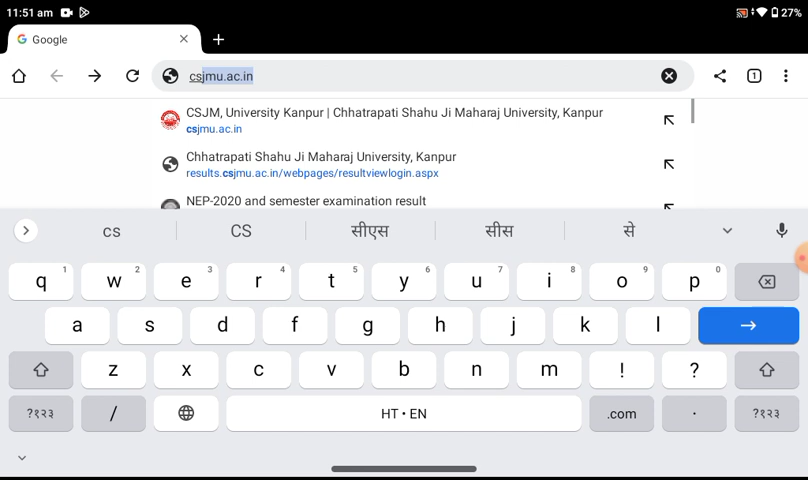 11:51 am
27%
Google
csjmu.ac.in
1
CSJM, University Kanpur | Chhatrapati Shahu Ji Maharaj University, Kanpur
csjmu.ac.in
Chhatrapati Shahu Ji Maharaj University, Kanpur
results.csjmu.ac.in/webpages/resultviewlogin.aspx
NEP-2020 and semester examination result
cs CS सीएस सीस से
q 1 w 2 e 3 r 4 t 5 y 6 u 7 i 8 o 9 p 0
a s d f g h j k l
z x c v b n m ! ?
?१२३ / HT • EN .com . ?१२३